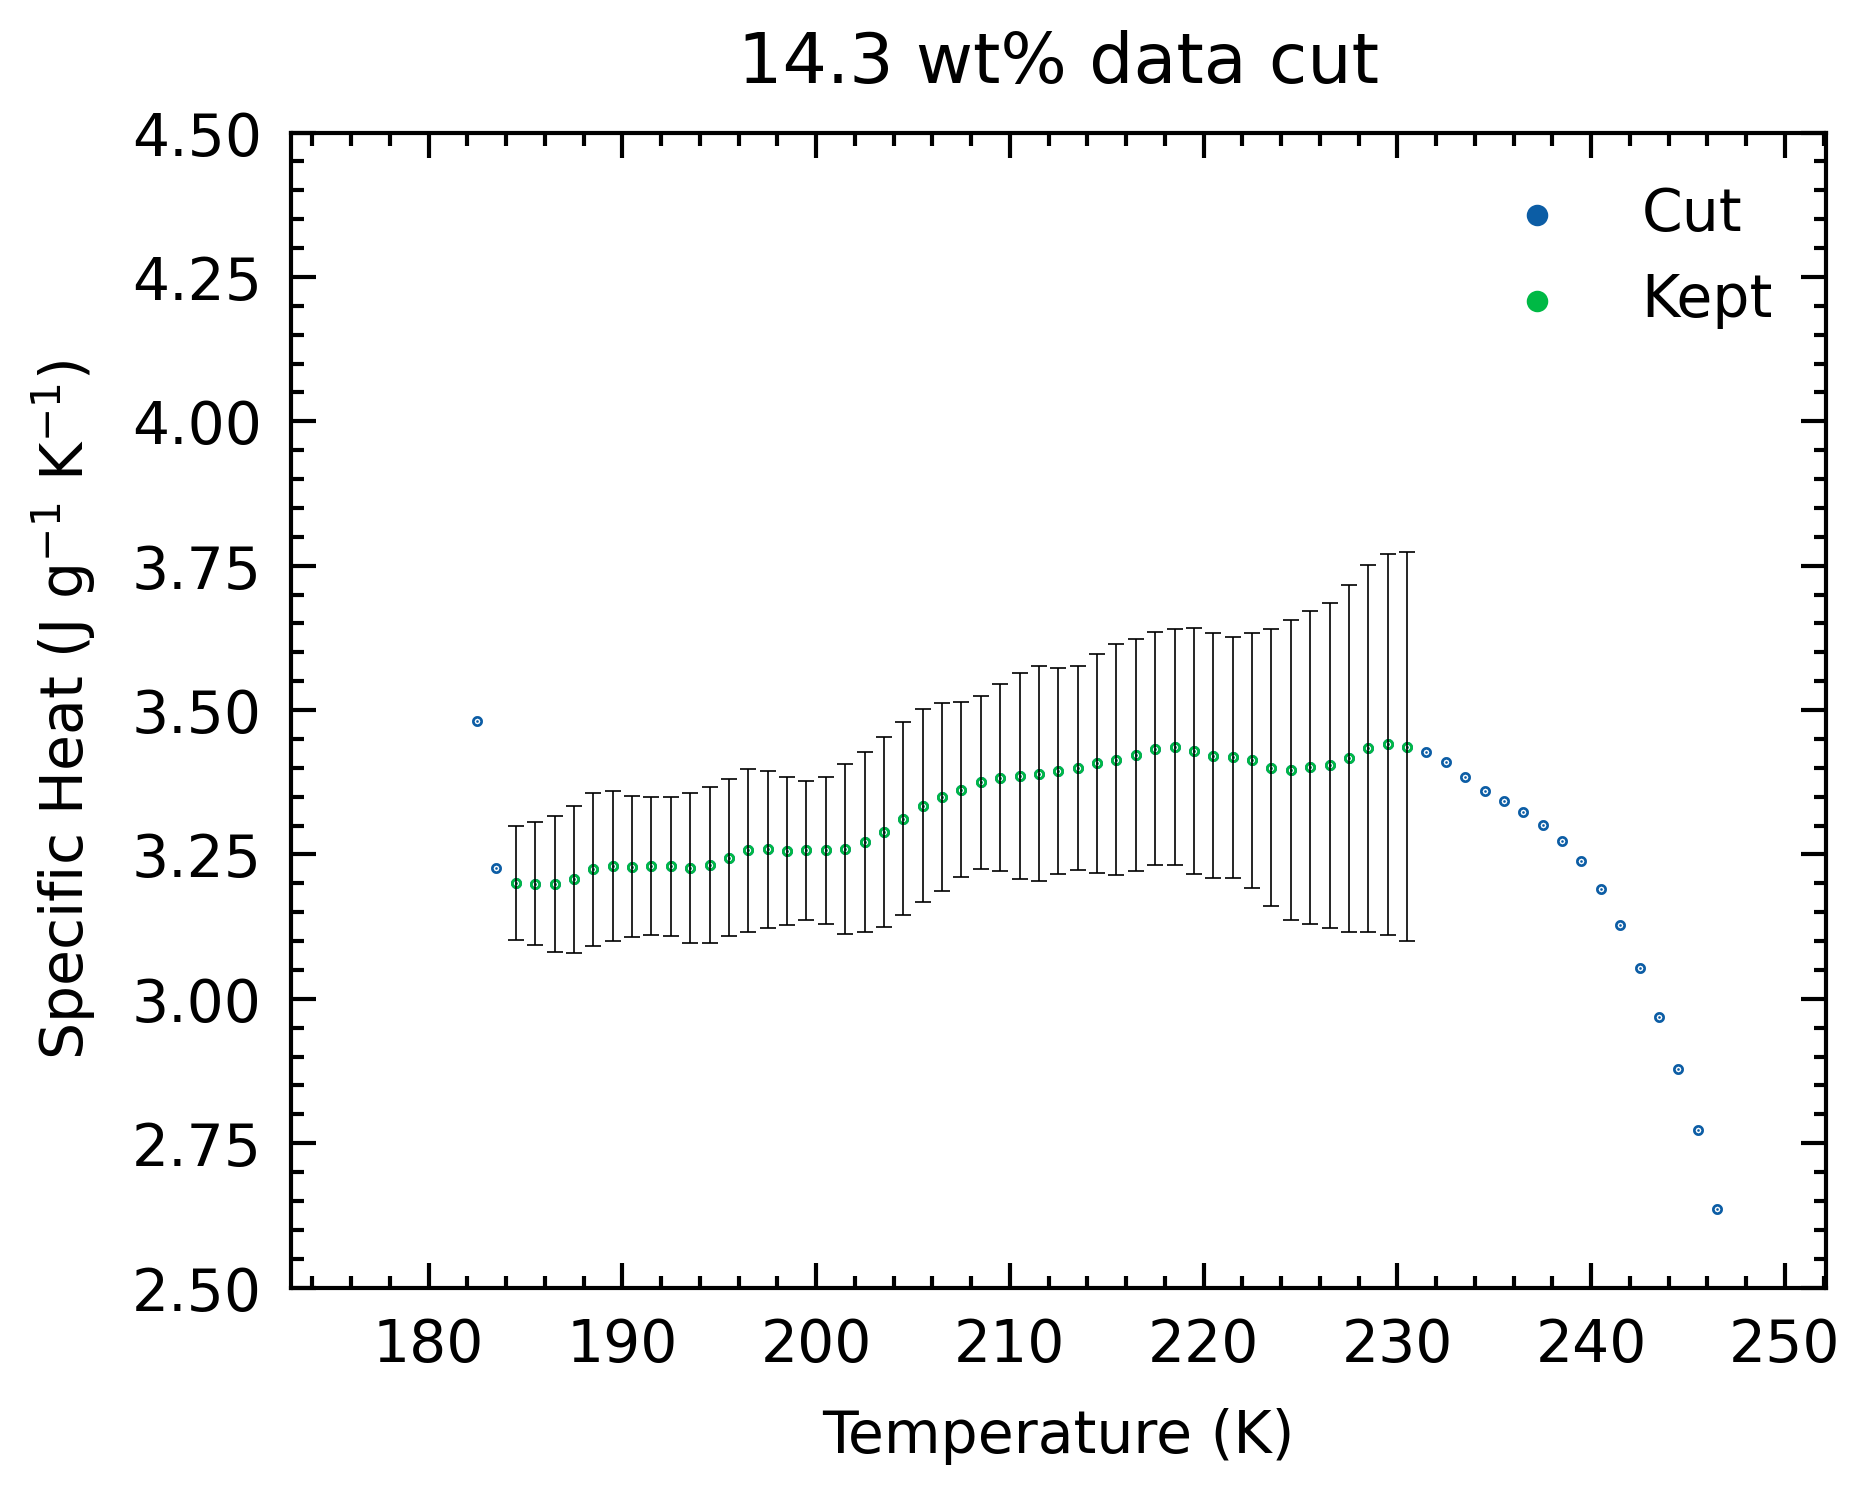 14.3 wt% data cut
4.50
4.25
4.00
3.75
3.50
3.25
3.00
2.75
2.50
Specific Heat (J g⁻¹ K⁻¹)
Cut
Kept
180 190 200 210 220 230 240 250
Temperature (K)